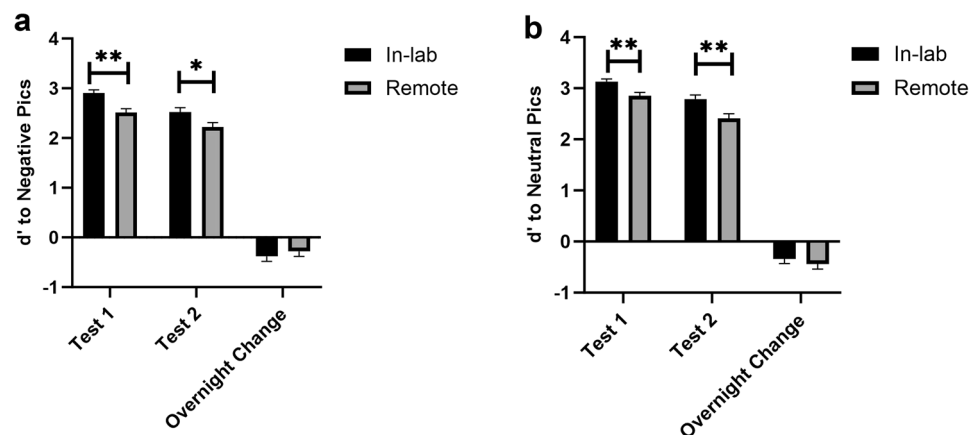 a
d' to Negative Pics
4
3
2
1
0
-1
**
*
In-lab
Remote
Test 1
Test 2
Overnight Change
b
d' to Neutral Pics
4
3
2
1
0
-1
**
**
In-lab
Remote
Test 1
Test 2
Overnight Change